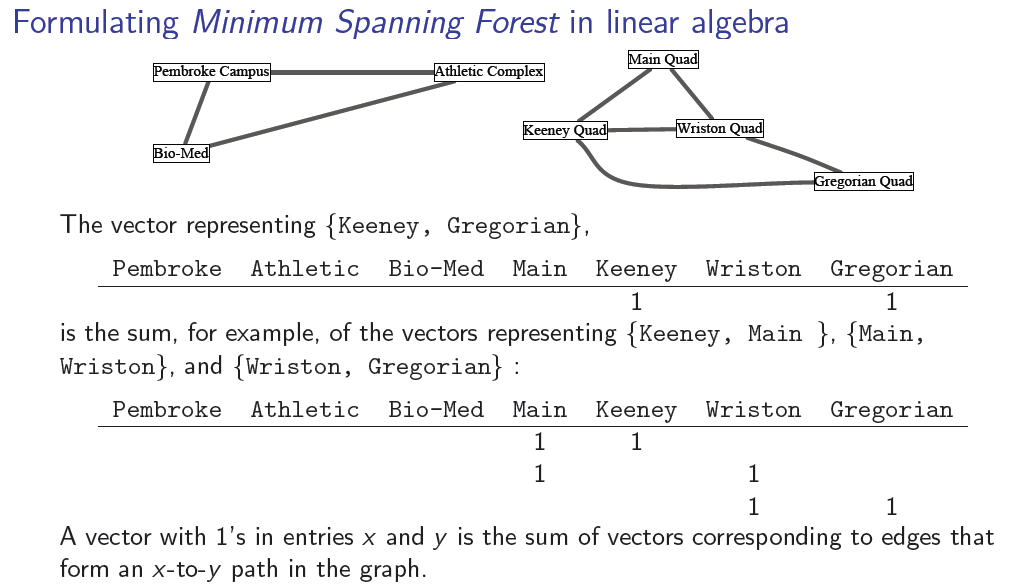 Formulating Minimum Spanning Forest in linear algebra
Main Quad
Pembroke Campus
Athletic Complex
Keeney Quad
Wriston Quad
Bio-Med
Gregorian Quad
The vector representing {Keeney, Gregorian},
Pembroke Athletic Bio-Med Main Keeney Wriston Gregorian
1 1
is the sum, for example, of the vectors representing {Keeney, Main }, {Main,
Wriston}, and {Wriston, Gregorian} :
Pembroke Athletic Bio-Med Main Keeney Wriston Gregorian
1 1
1 1
1 1
A vector with 1's in entries x and y is the sum of vectors corresponding to edges that
form an x-to-y path in the graph.